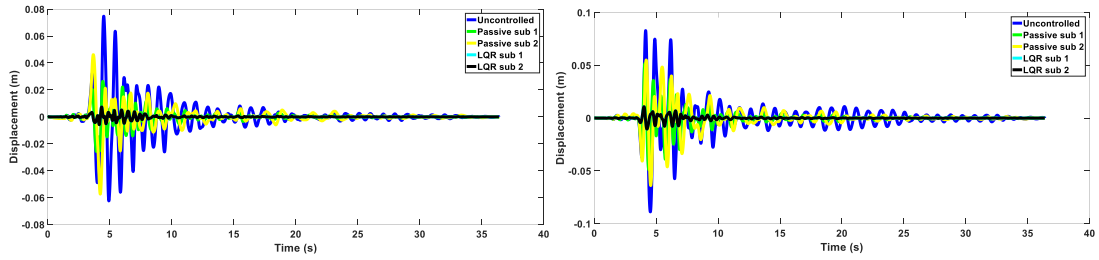 0.08
0.06
0.04
0.02
0
-0.02
-0.04
-0.06
-0.08
Displacement (m)
0 5 10 15 20 25 30 35 40
Time (s)
Uncontrolled
Passive sub 1
Passive sub 2
LQR sub 1
LQR sub 2
0.1
0.05
0
-0.05
-0.1
Displacement (m)
0 5 10 15 20 25 30 35 40
Time (s)
Uncontrolled
Passive sub 1
Passive sub 2
LQR sub 1
LQR sub 2